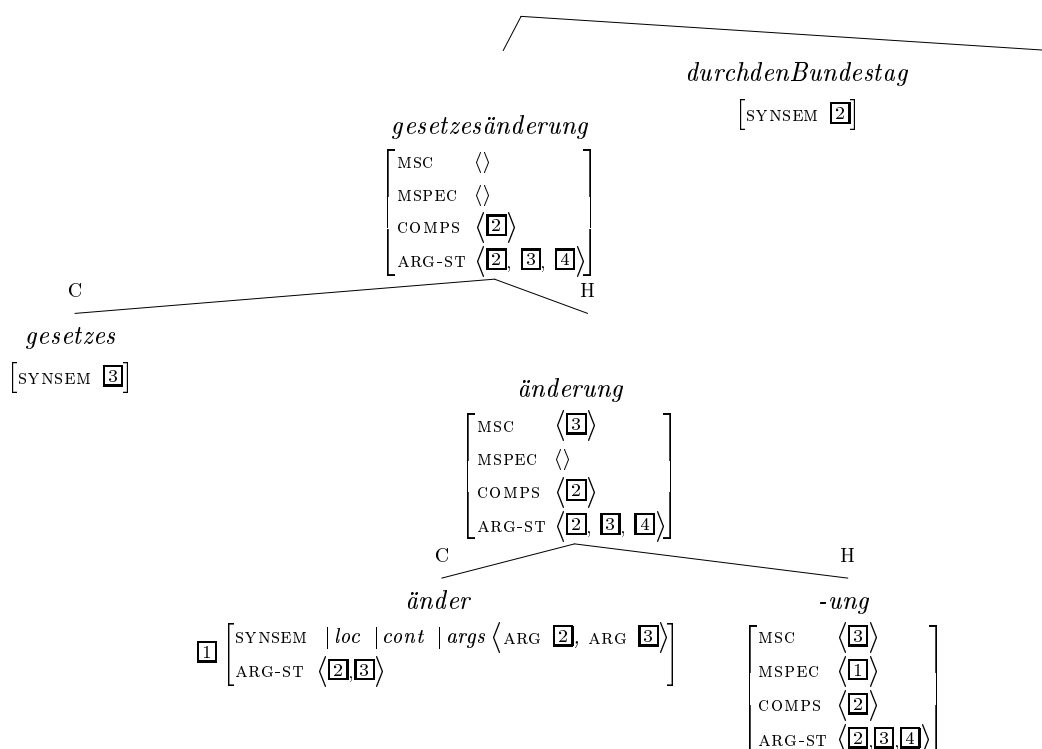 durchdenBundestag
[SYNSEM 2]
gesetzesänderung
MSC ⟨⟩
MSPEC ⟨⟩
COMPS ⟨2⟩
ARG-ST ⟨2, 3, 4⟩
C H
gesetzes
[SYNSEM 3]
änderung
MSC ⟨3⟩
MSPEC ⟨⟩
COMPS ⟨2⟩
ARG-ST ⟨2, 3, 4⟩
C H
änder
1 [SYNSEM |loc |cont |args ⟨ARG 2, ARG 3⟩]
ARG-ST ⟨2,3⟩
-ung
MSC ⟨3⟩
MSPEC ⟨1⟩
COMPS ⟨2⟩
ARG-ST ⟨2,3,4⟩